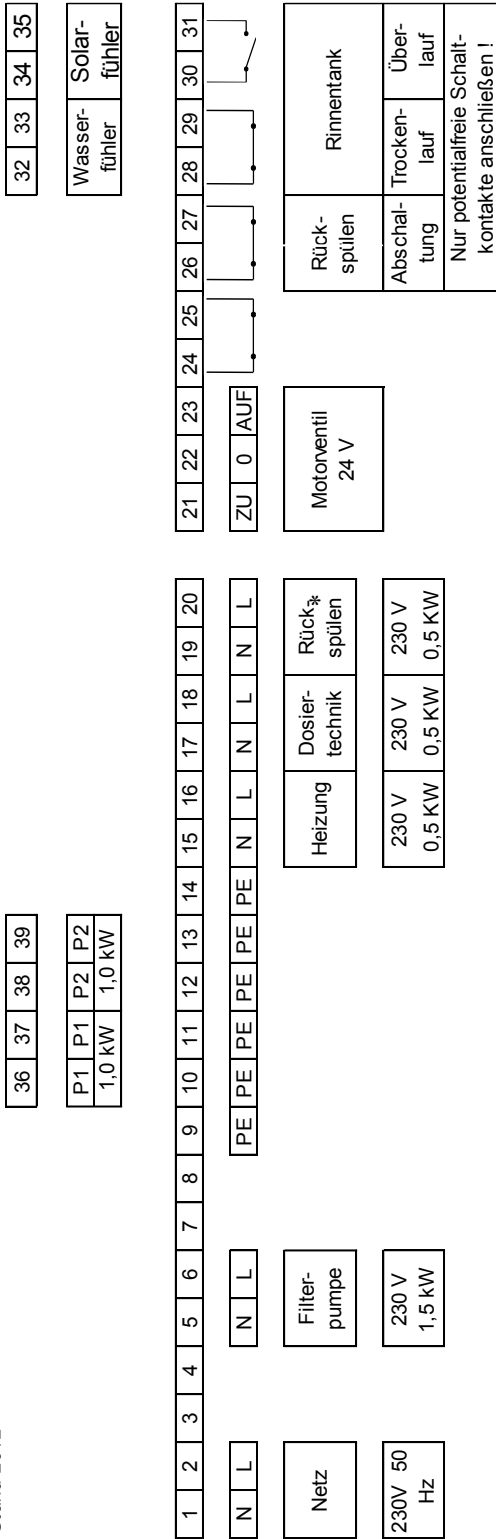 36 37 38 39 32 33 34 35
P1 P1 P2 P2
1,0 kW 1,0 kW
Wasser-
fühler
Solar-
fühler
1 2 3 4 5 6 7 8 9 10 11 12 13 14 15 16 17 18 19 20 21 22 23 24 25 26 27 28 29 30 31
N L N L PE PE PE PE PE PE N L N L N L ZU 0 AUF
Netz
Filter-
pumpe
Heizung
Dosier-
technik
Rück-*
spülen
Motorventil
24 V
Rück-
spülen
Rinnentank
230V 50
Hz
230 V
1,5 kW
230 V
0,5 KW
230 V
0,5 KW
230 V
0,5 KW
Abschal-
tung
Trocken-
lauf
Über-
lauf
Nur potentialfreie Schalt-
kontakte anschließen !